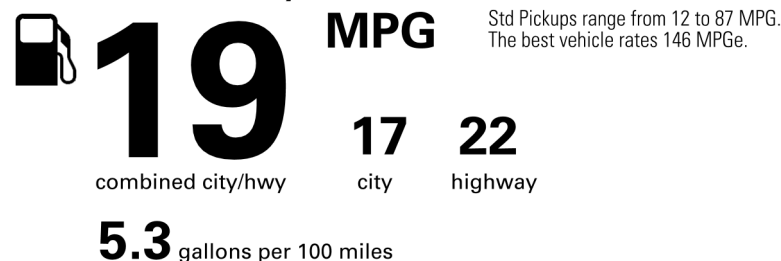 19
MPG
Std Pickups range from 12 to 87 MPG.
The best vehicle rates 146 MPGe.
17 22
combined city/hwy city highway
5.3 gallons per 100 miles